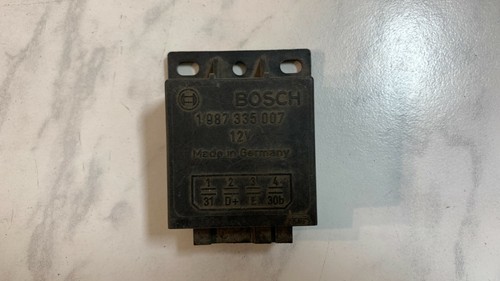 BOSCH
1 987 335 007
12V
Made in Germany
1 2 3 4
31 D+ E 30b